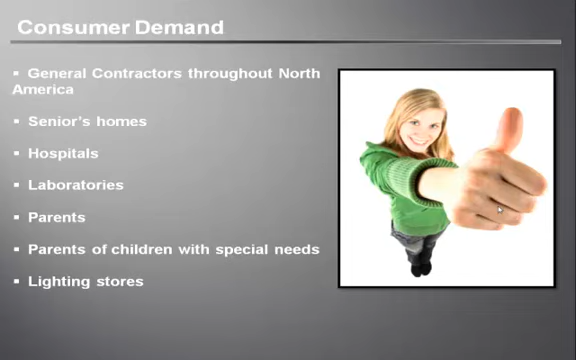 Consumer Demand
▪ General Contractors throughout North
America
▪ Senior's homes
▪ Hospitals
▪ Laboratories
▪ Parents
▪ Parents of children with special needs
▪ Lighting stores